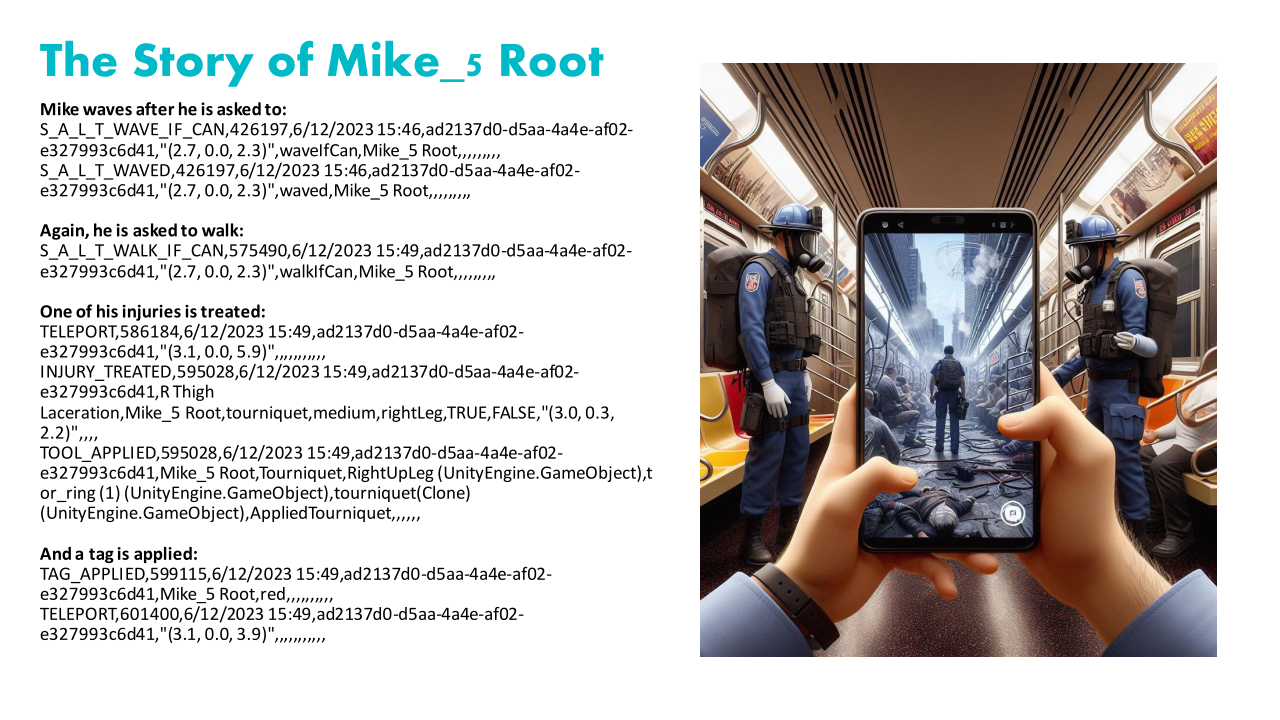 The Story of Mike_5 Root
Mike waves after he is asked to:
S_A_L_T_WAVE_IF_CAN,426197,6/12/2023 15:46,ad2137d0-d5aa-4a4e-af02-
e327993c6d41,"(2.7, 0.0, 2.3)",waveIfCan,Mike_5 Root,,,,,,,,,
S_A_L_T_WAVED,426197,6/12/2023 15:46,ad2137d0-d5aa-4a4e-af02-
e327993c6d41,"(2.7, 0.0, 2.3)",waved,Mike_5 Root,,,,,,,,,
Again, he is asked to walk:
S_A_L_T_WALK_IF_CAN,575490,6/12/2023 15:49,ad2137d0-d5aa-4a4e-af02-
e327993c6d41,"(2.7, 0.0, 2.3)",walkIfCan,Mike_5 Root,,,,,,,,,
One of his injuries is treated:
TELEPORT,586184,6/12/2023 15:49,ad2137d0-d5aa-4a4e-af02-
e327993c6d41,"(3.1, 0.0, 5.9)",,,,,,,,,,,
INJURY_TREATED,595028,6/12/2023 15:49,ad2137d0-d5aa-4a4e-af02-
e327993c6d41,R Thigh
Laceration,Mike_5 Root,tourniquet,medium,rightLeg,TRUE,FALSE,"(3.0, 0.3,
2.2)",,,,
TOOL_APPLIED,595028,6/12/2023 15:49,ad2137d0-d5aa-4a4e-af02-
e327993c6d41,Mike_5 Root,Tourniquet,RightUpLeg (UnityEngine.GameObject),t
or_ring (1) (UnityEngine.GameObject),tourniquet(Clone)
(UnityEngine.GameObject),AppliedTourniquet,,,,,,
And a tag is applied:
TAG_APPLIED,599115,6/12/2023 15:49,ad2137d0-d5aa-4a4e-af02-
e327993c6d41,Mike_5 Root,red,,,,,,,,,,
TELEPORT,601400,6/12/2023 15:49,ad2137d0-d5aa-4a4e-af02-
e327993c6d41,"(3.1, 0.0, 3.9)",,,,,,,,,,,